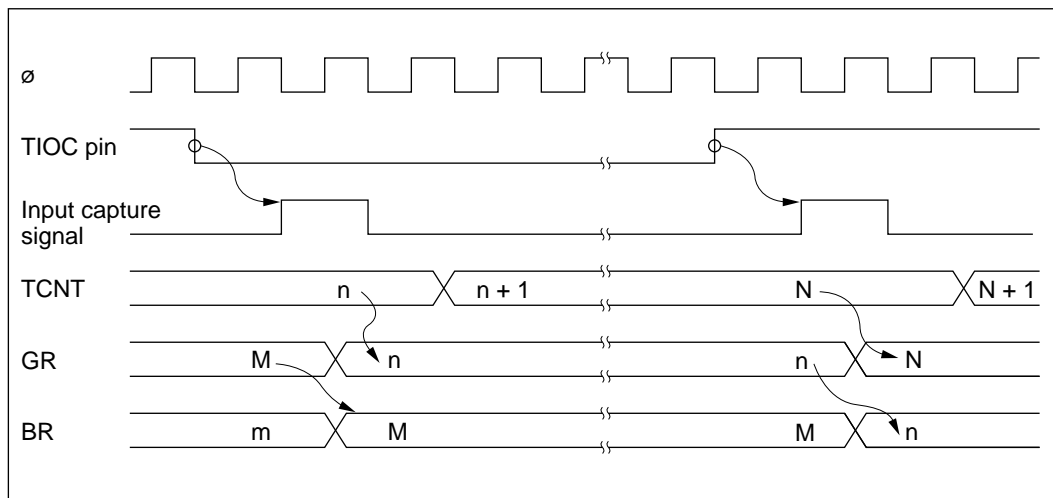 ø
TIOC pin
Input capture
signal
TCNT n n + 1 N N + 1
GR M n n N
BR m M M n